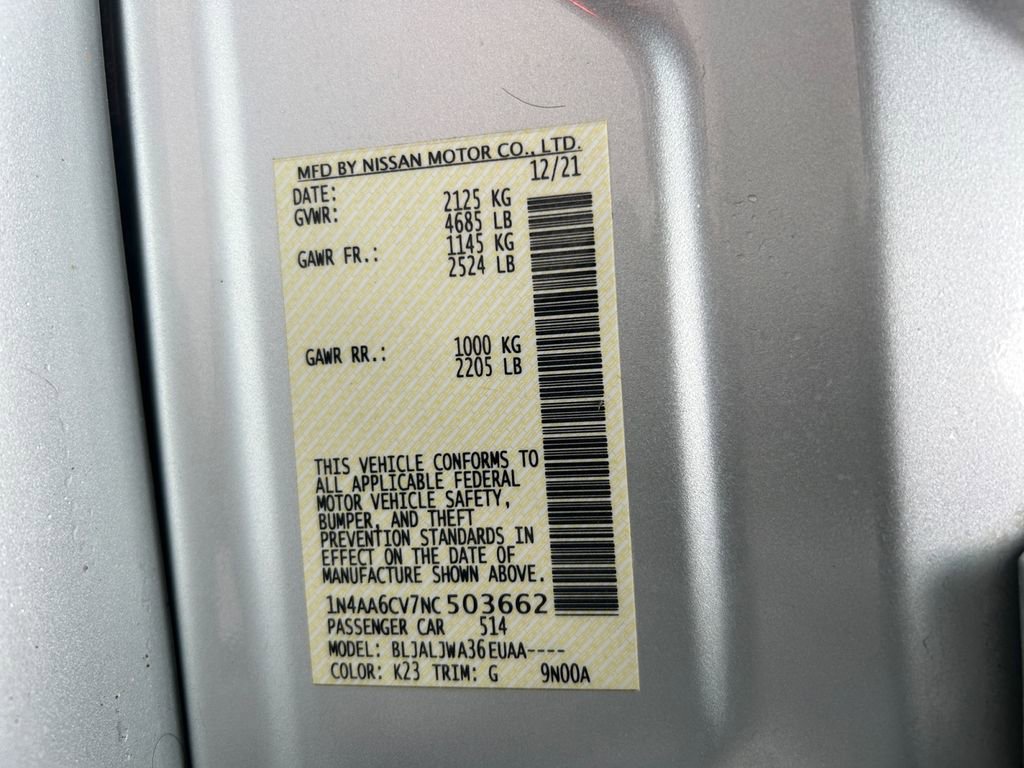 MFD BY NISSAN MOTOR CO., LTD.
DATE: 12/21
GVWR: 2125 KG
4685 LB
GAWR FR.: 1145 KG
2524 LB
GAWR RR.: 1000 KG
2205 LB
THIS VEHICLE CONFORMS TO
ALL APPLICABLE FEDERAL
MOTOR VEHICLE SAFETY,
BUMPER, AND THEFT
PREVENTION STANDARDS IN
EFFECT ON THE DATE OF
MANUFACTURE SHOWN ABOVE.
1N4AA6CV7NC503662
PASSENGER CAR 514
MODEL: BLJALJWA36EUAA----
COLOR: K23 TRIM: G 9N00A